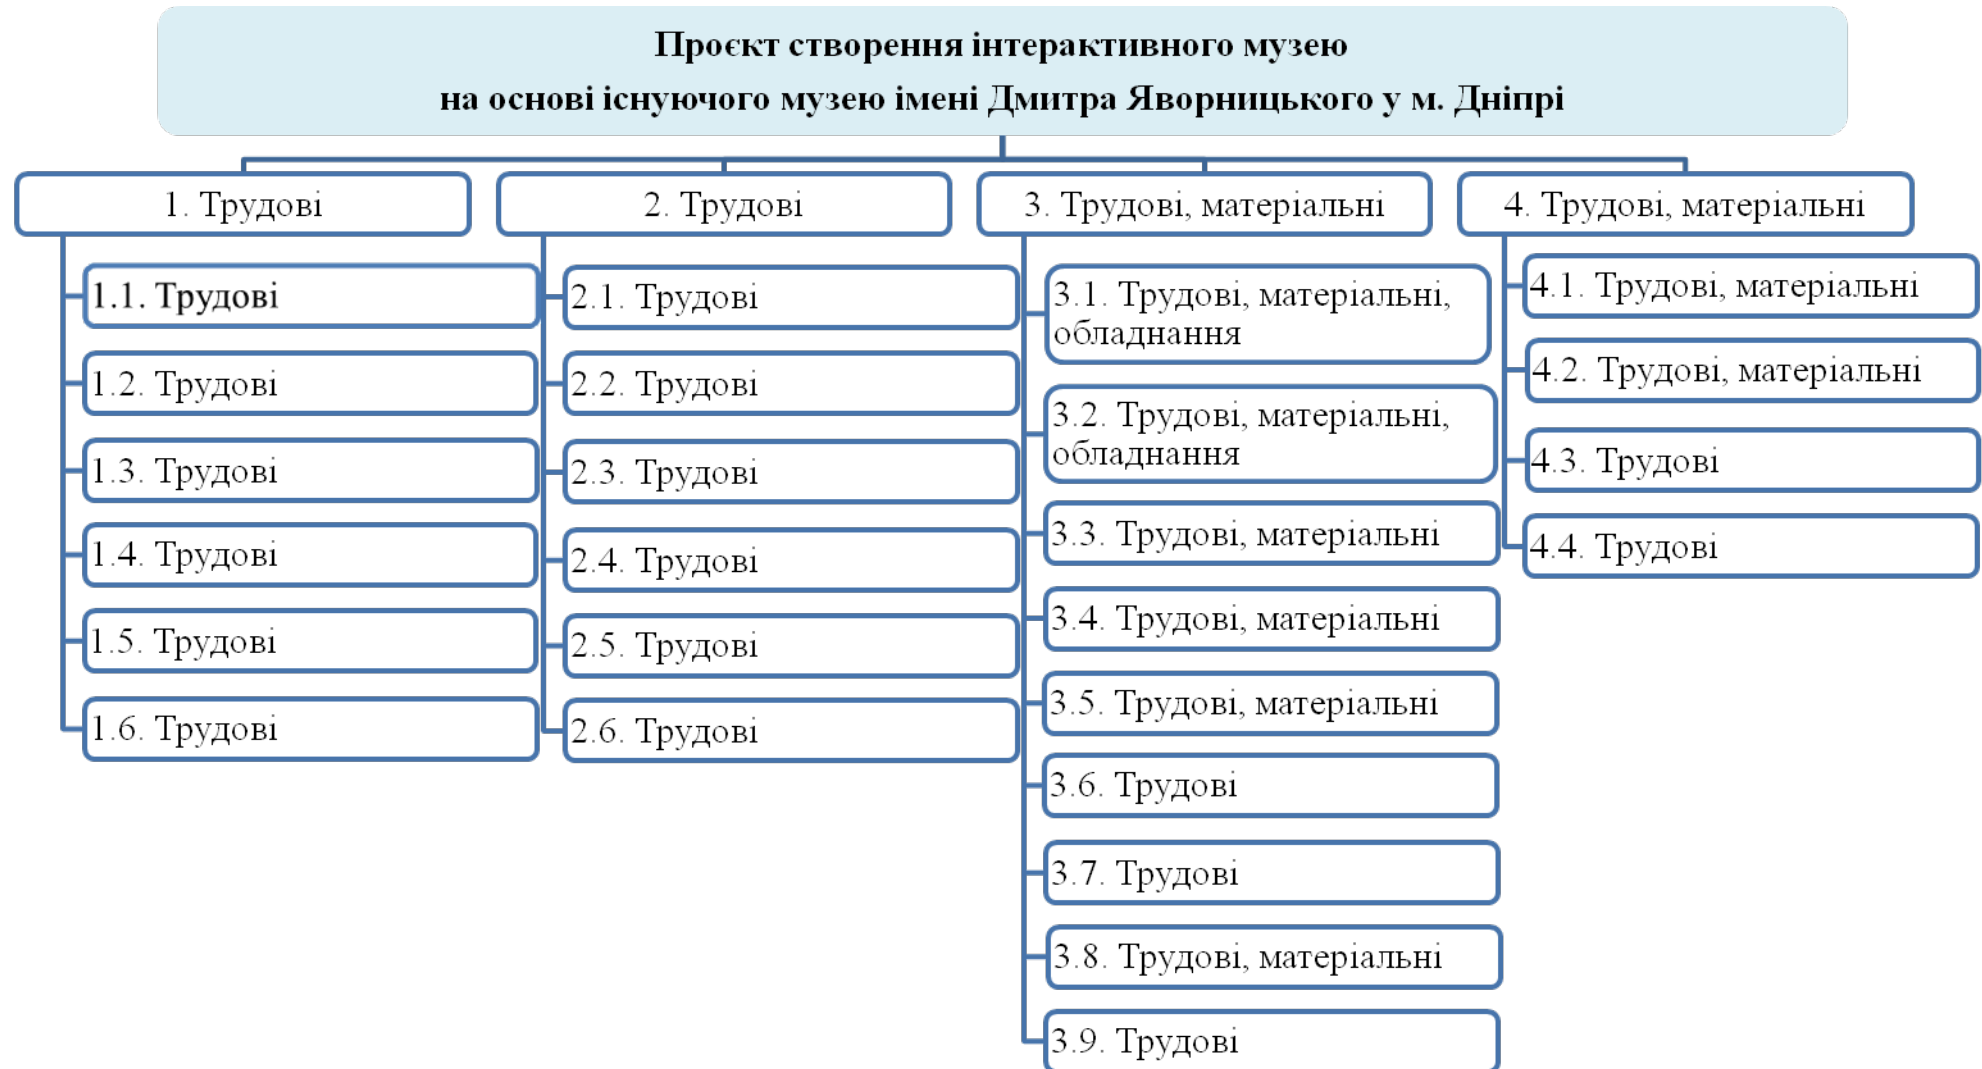 Проєкт створення інтерактивного музею
на основі існуючого музею імені Дмитра Яворницького у м. Дніпрі
1. Трудові
1.1. Трудові
1.2. Трудові
1.3. Трудові
1.4. Трудові
1.5. Трудові
1.6. Трудові
2. Трудові
2.1. Трудові
2.2. Трудові
2.3. Трудові
2.4. Трудові
2.5. Трудові
2.6. Трудові
3. Трудові, матеріальні
3.1. Трудові, матеріальні,
обладнання
3.2. Трудові, матеріальні,
обладнання
3.3. Трудові, матеріальні
3.4. Трудові, матеріальні
3.5. Трудові, матеріальні
3.6. Трудові
3.7. Трудові
3.8. Трудові, матеріальні
3.9. Трудові
4. Трудові, матеріальні
4.1. Трудові, матеріальні
4.2. Трудові, матеріальні
4.3. Трудові
4.4. Трудові